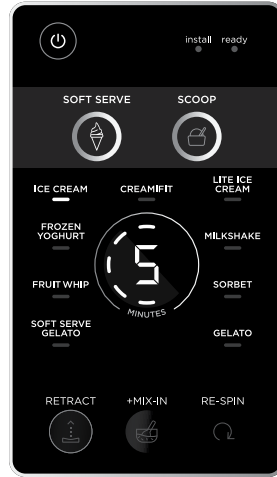 install ready
SOFT SERVE SCOOP
ICE CREAM CREAMIFIT LITE ICE
CREAM
FROZEN
YOGHURT MILKSHAKE
5
FRUIT WHIP SORBET
MINUTES
SOFT SERVE
GELATO GELATO
RETRACT +MIX-IN RE-SPIN